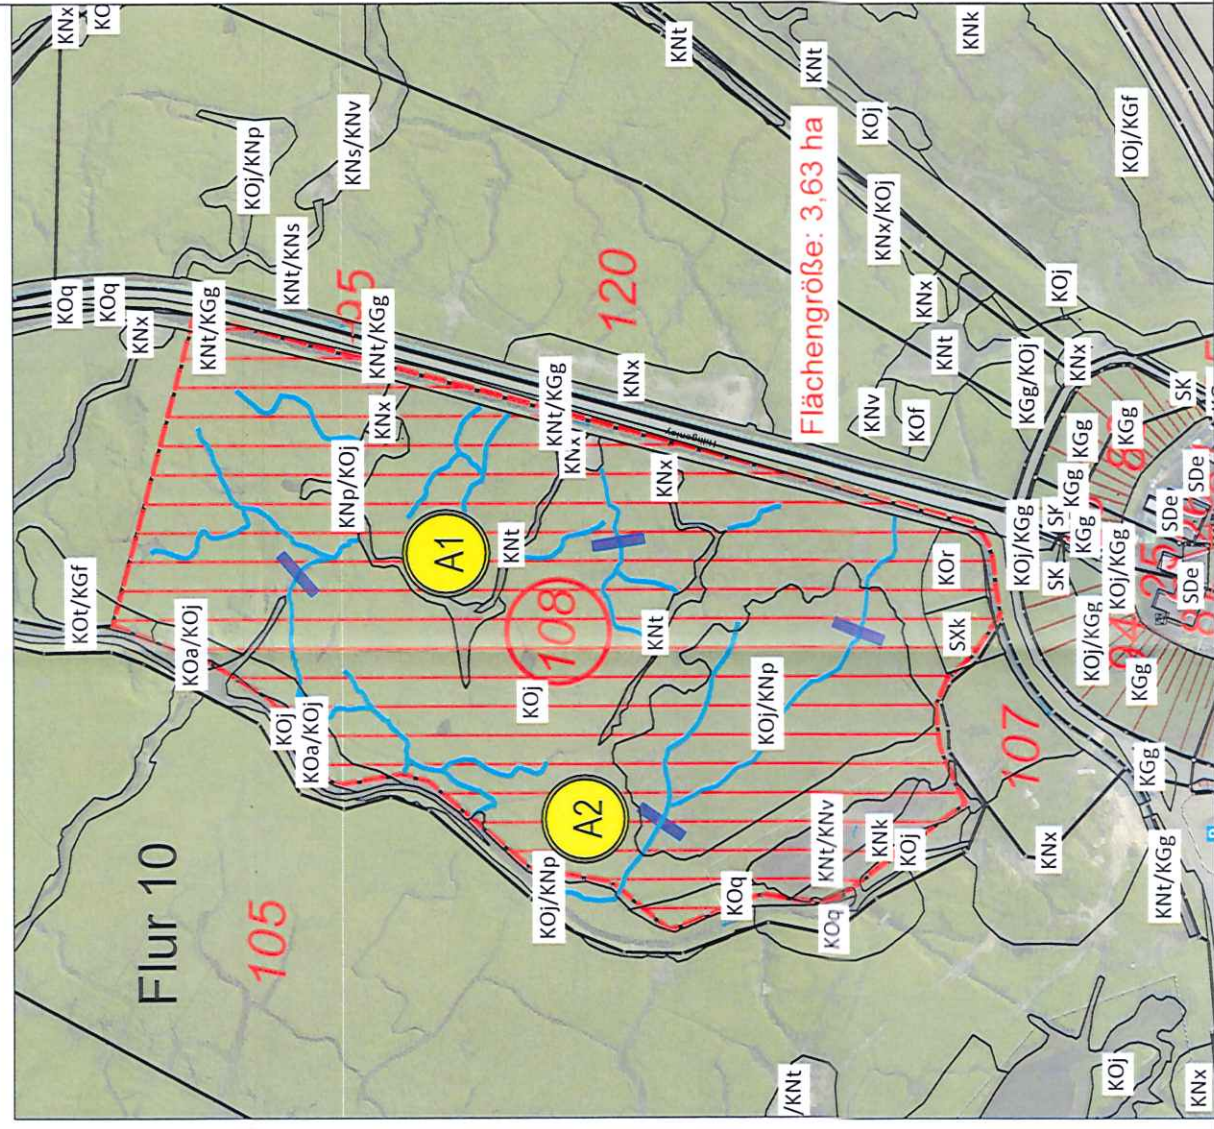 Flur 10
105
KOt/KGf
KOa/KOj
KOj
KOa/KOj
KOj/KNp
KOq
KOq
A2
KOj
KOj/KNp
KNt/KNv
KNk
KOj
KNx
107
KNt/KGg
KGg
/KNt
KOj
KNx
KNx
KOq
KOq
KNx
KNt/KGg
KNt/KGg
KNx
KNp/KOj
A1
KNt
108
KNt
KNt/KGg
KNx
KNx
KOr
SXk
KOj/KGg
SK
KOj/KGg
KOj/KGg
KGg
KGg
KGg
KGg
KGg
SK
SDe
SDe
SDe
25
KOj/KNp
KNs/KNv
KNt/KNs
120
KNx
Flächengröße: 3,63 ha
KNt
KNt
KOj
KNk
KOj/KGf
KNx/KOj
KNx
KNt
KNv
KOf
KGg/KOj
KNx
KOj